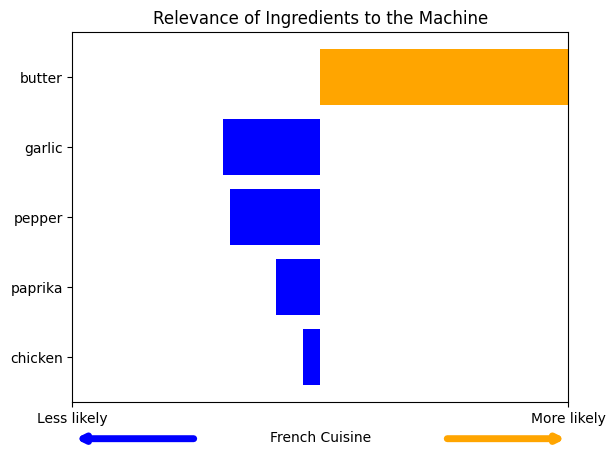 Relevance of Ingredients to the Machine
butter
garlic
pepper
paprika
chicken
Less likely
More likely
French Cuisine